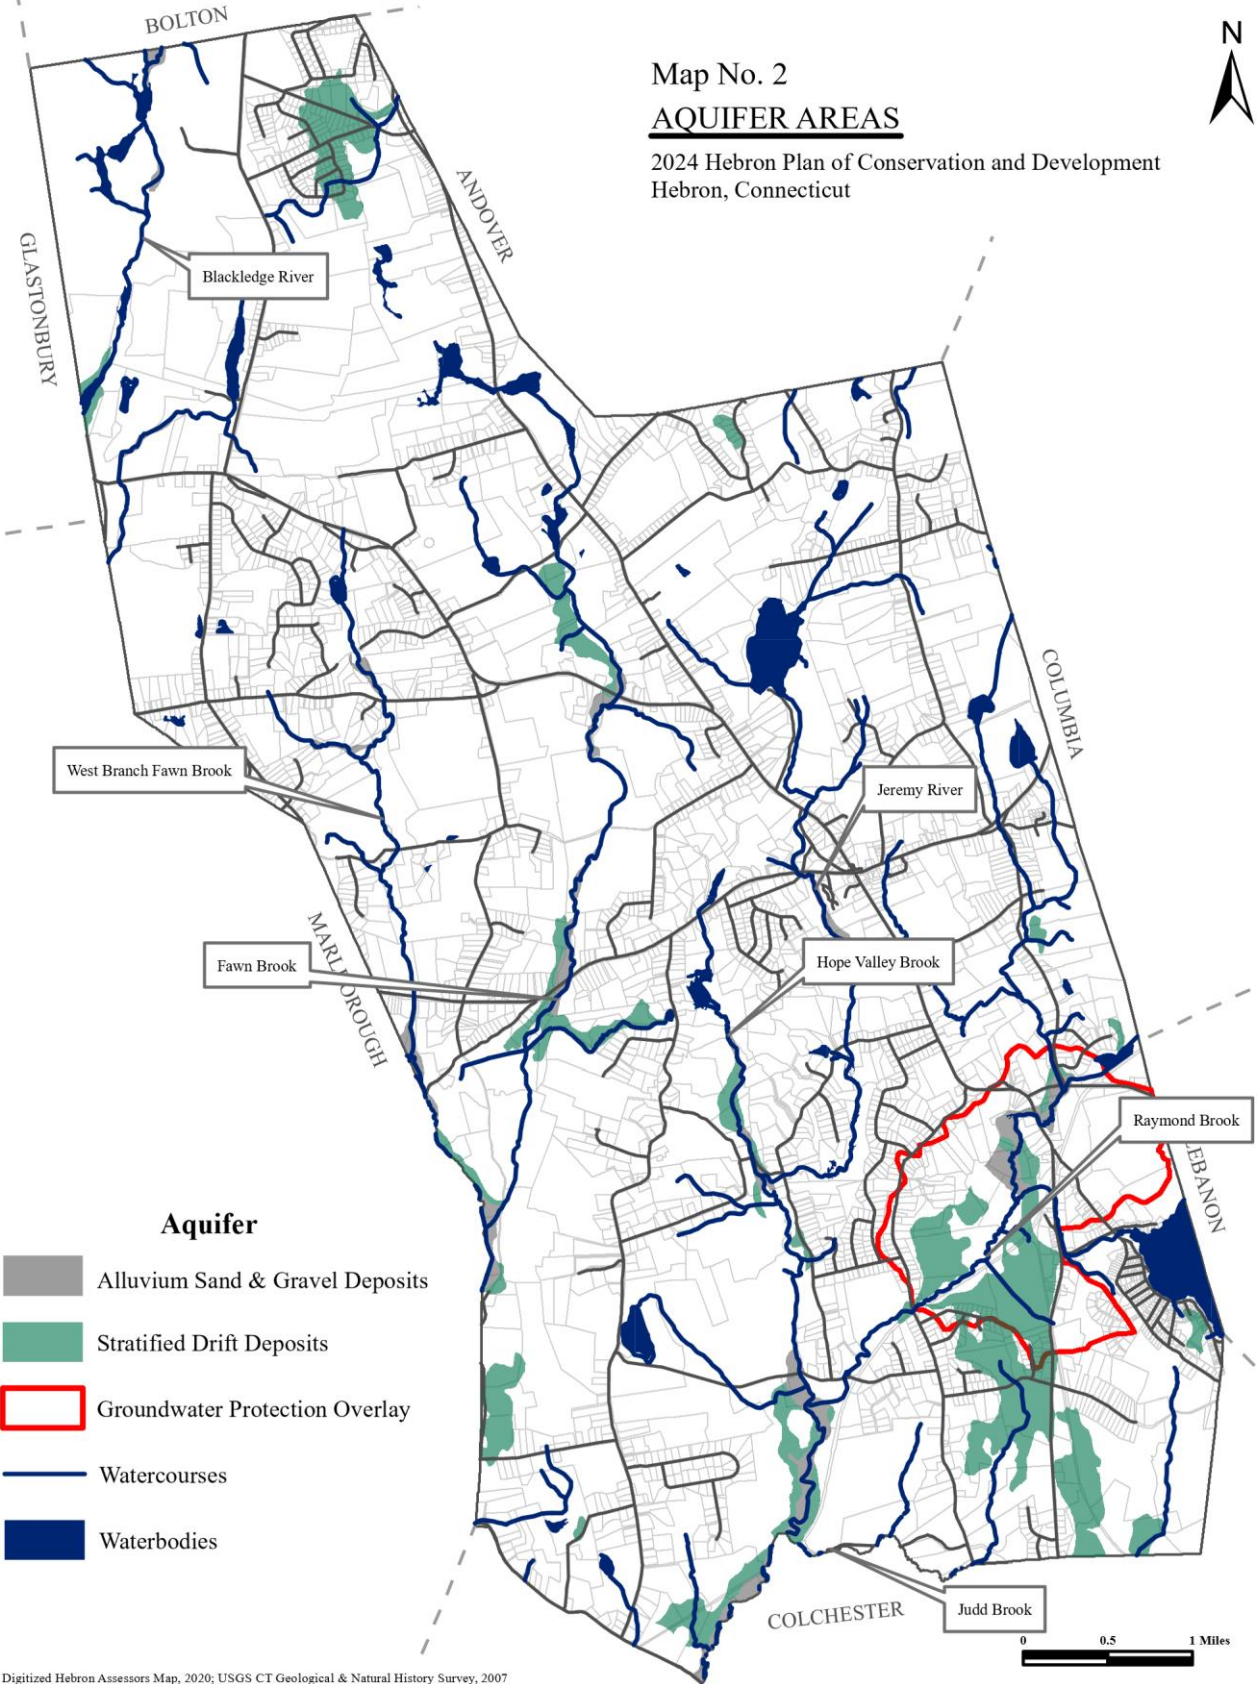 BOLTON
N
Map No. 2
AQUIFER AREAS
2024 Hebron Plan of Conservation and Development
Hebron, Connecticut
ANDOVER
GLASTONBURY
Blackledge River
COLUMBIA
West Branch Fawn Brook
Jeremy River
MARLBOROUGH
Fawn Brook
Hope Valley Brook
Raymond Brook
LEBANON
Aquifer
Alluvium Sand & Gravel Deposits
Stratified Drift Deposits
Groundwater Protection Overlay
Watercourses
Waterbodies
COLCHESTER
Judd Brook
0 0.5 1 Miles
Digitized Hebron Assessors Map, 2020; USGS CT Geological & Natural History Survey, 2007